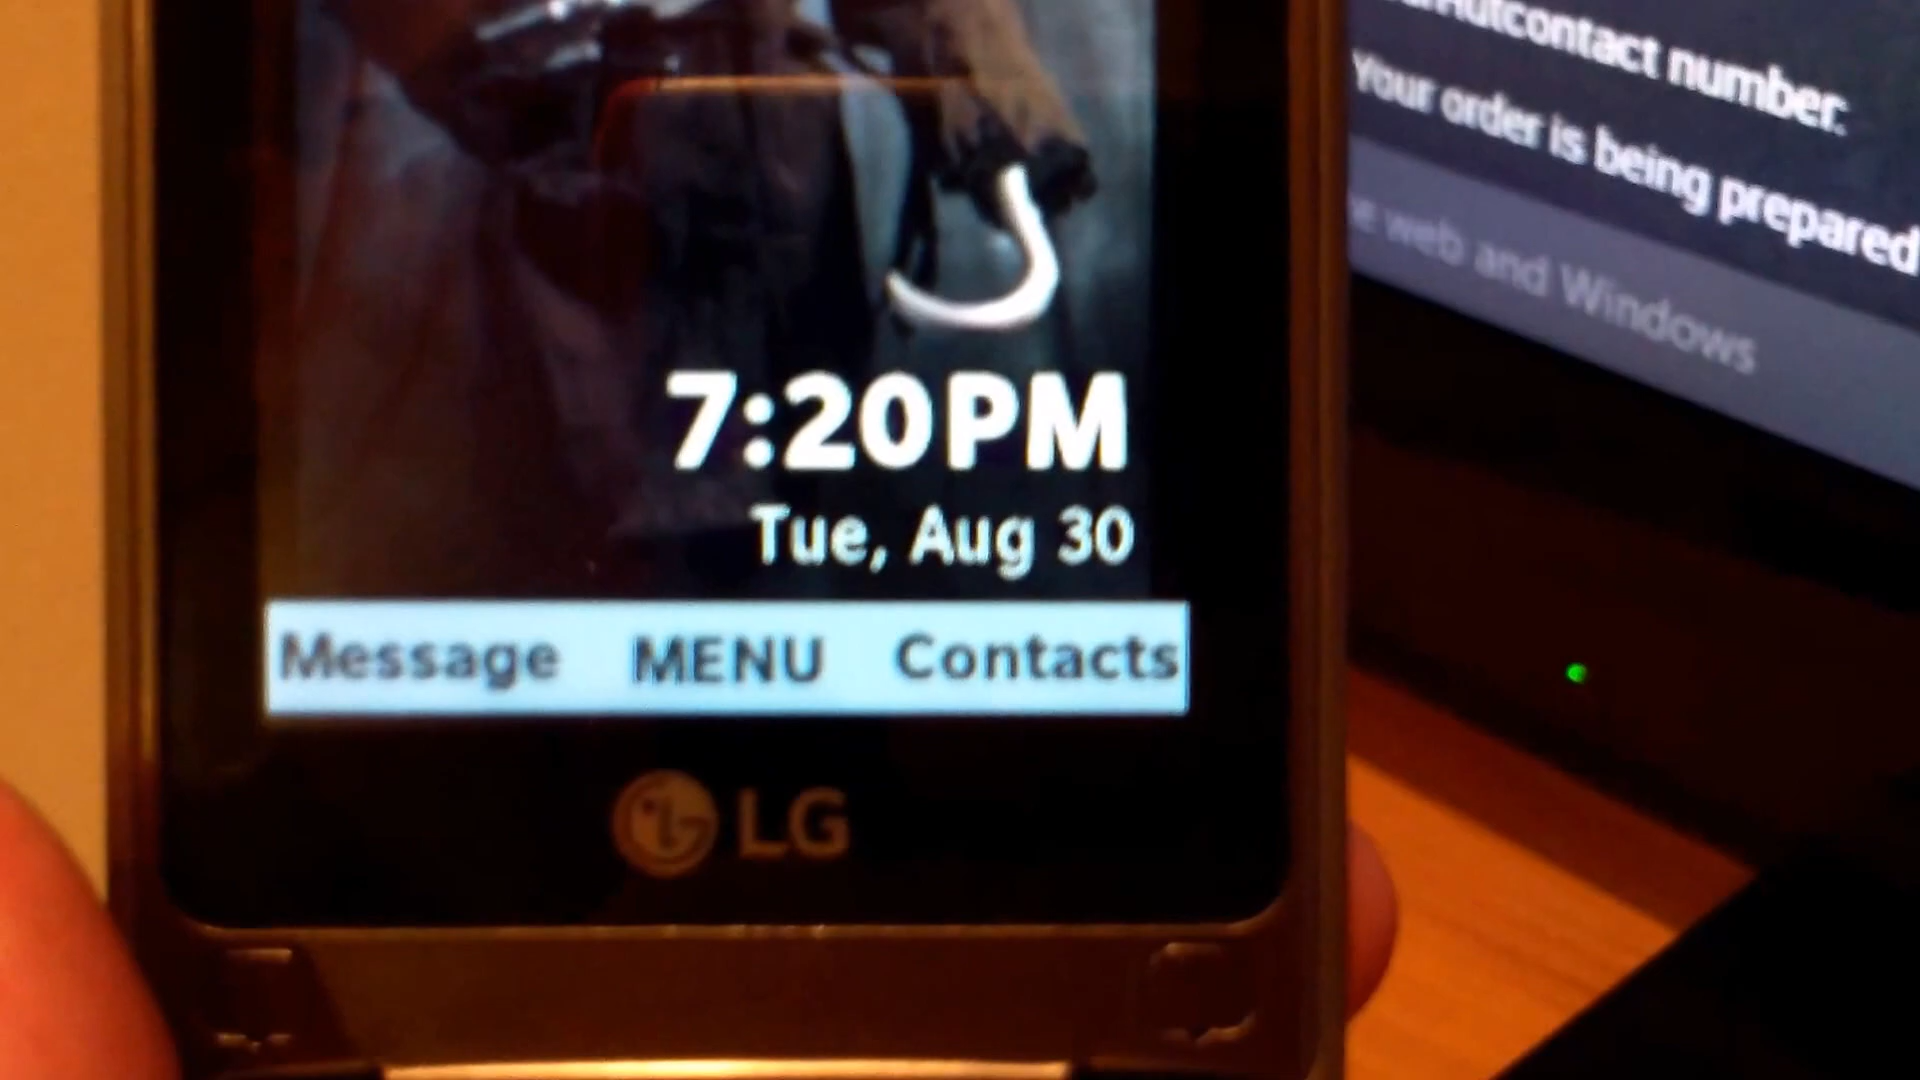 7:20PM
Tue, Aug 30
Message MENU Contacts
LG
contact number:
Your order is being prepared
web and Windows